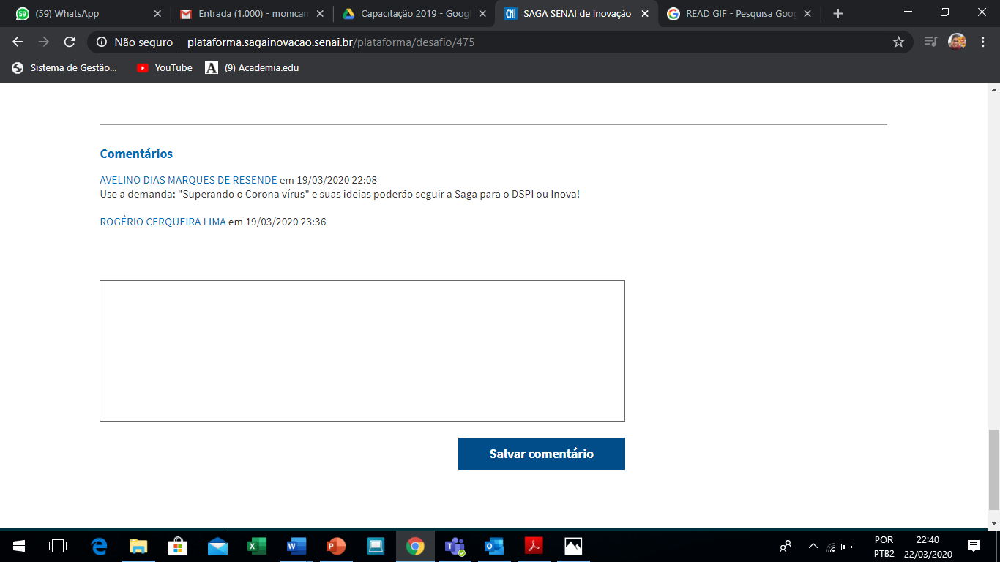 (59) WhatsApp
Entrada (1.000) - monicam
Capacitação 2019 - Googl
SAGA SENAI de Inovação
READ GIF - Pesquisa Goog
Não seguro
plataforma.sagainovacao.senai.br/plataforma/desafio/475
Sistema de Gestão...
YouTube
(9) Academia.edu
Comentários
AVELINO DIAS MARQUES DE RESENDE em 19/03/2020 22:08
Use a demanda: "Superando o Corona vírus" e suas ideias poderão seguir a Saga para o DSPI ou Inova!
ROGÉRIO CERQUEIRA LIMA em 19/03/2020 23:36
Salvar comentário
POR
PTB2
22:40
22/03/2020